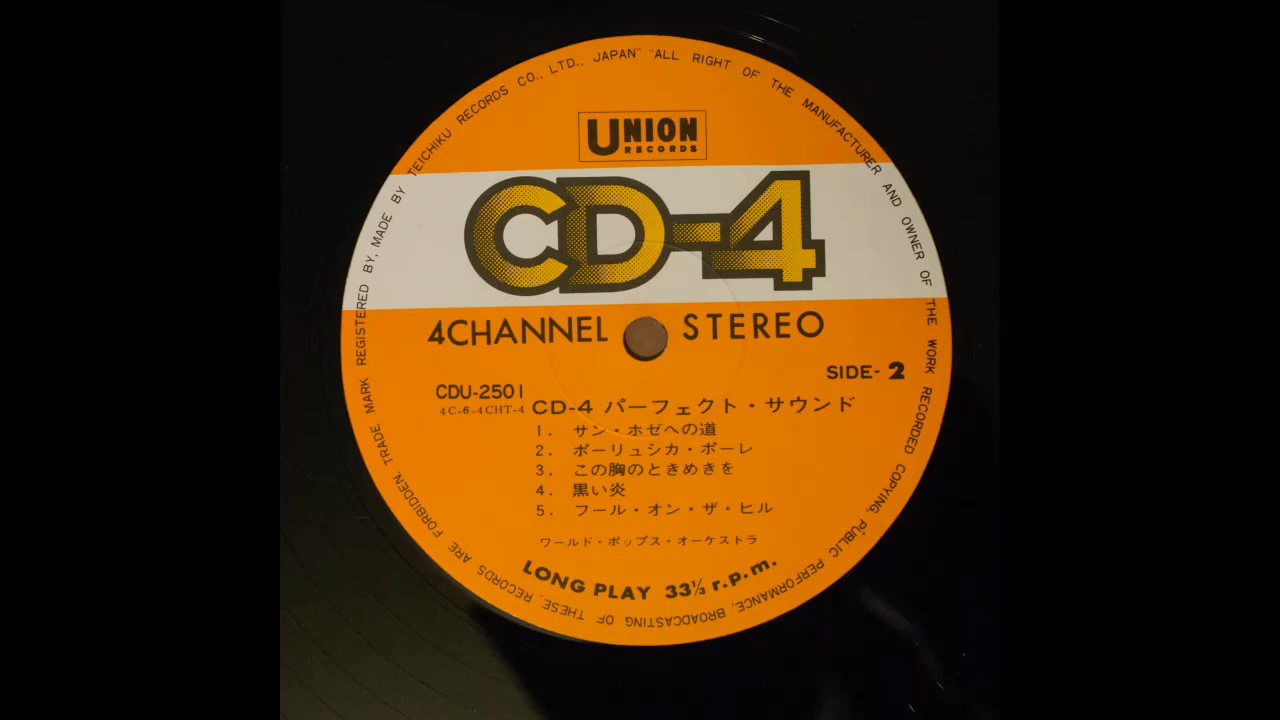 TRADE MARK REGISTERED BY, MADE BY TEICHIKU RECORDS CO., LTD., JAPAN" "ALL RIGHT OF THE MANUFACTURER AND OWNER OF THE WORK RECORDED COPYING, PUBLIC PERFORMANCE, BROADCASTING OF THESE, RECORDS ARE FORBIDDEN,
UNION
RECORDS
CD-4
4CHANNEL STEREO
SIDE-2
CDU-2501
4C-6-4CHT-4
CD-4 パーフェクト・サウンド
1. サン・ホゼへの道
2. ポーリュシカ・ポーレ
3. この胸のときめきを
4. 黒い炎
5. フール・オン・ザ・ヒル
ワールド・ポップス・オーケストラ
LONG PLAY 33⅓ r.p.m.